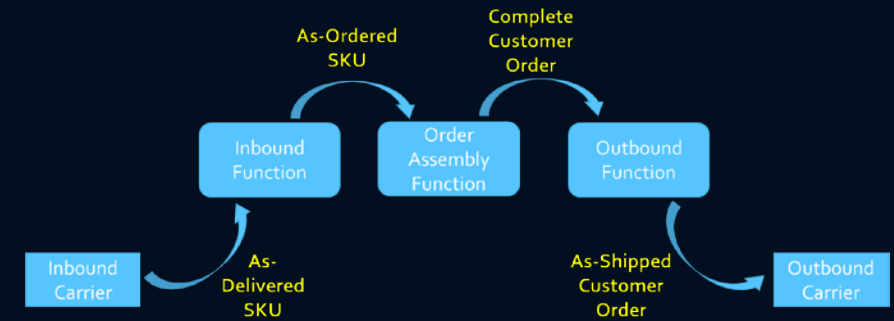 As-Ordered
SKU
Complete
Customer
Order
Inbound
Function
Order
Assembly
Function
Outbound
Function
Inbound
Carrier
As-
Delivered
SKU
As-Shipped
Customer
Order
Outbound
Carrier